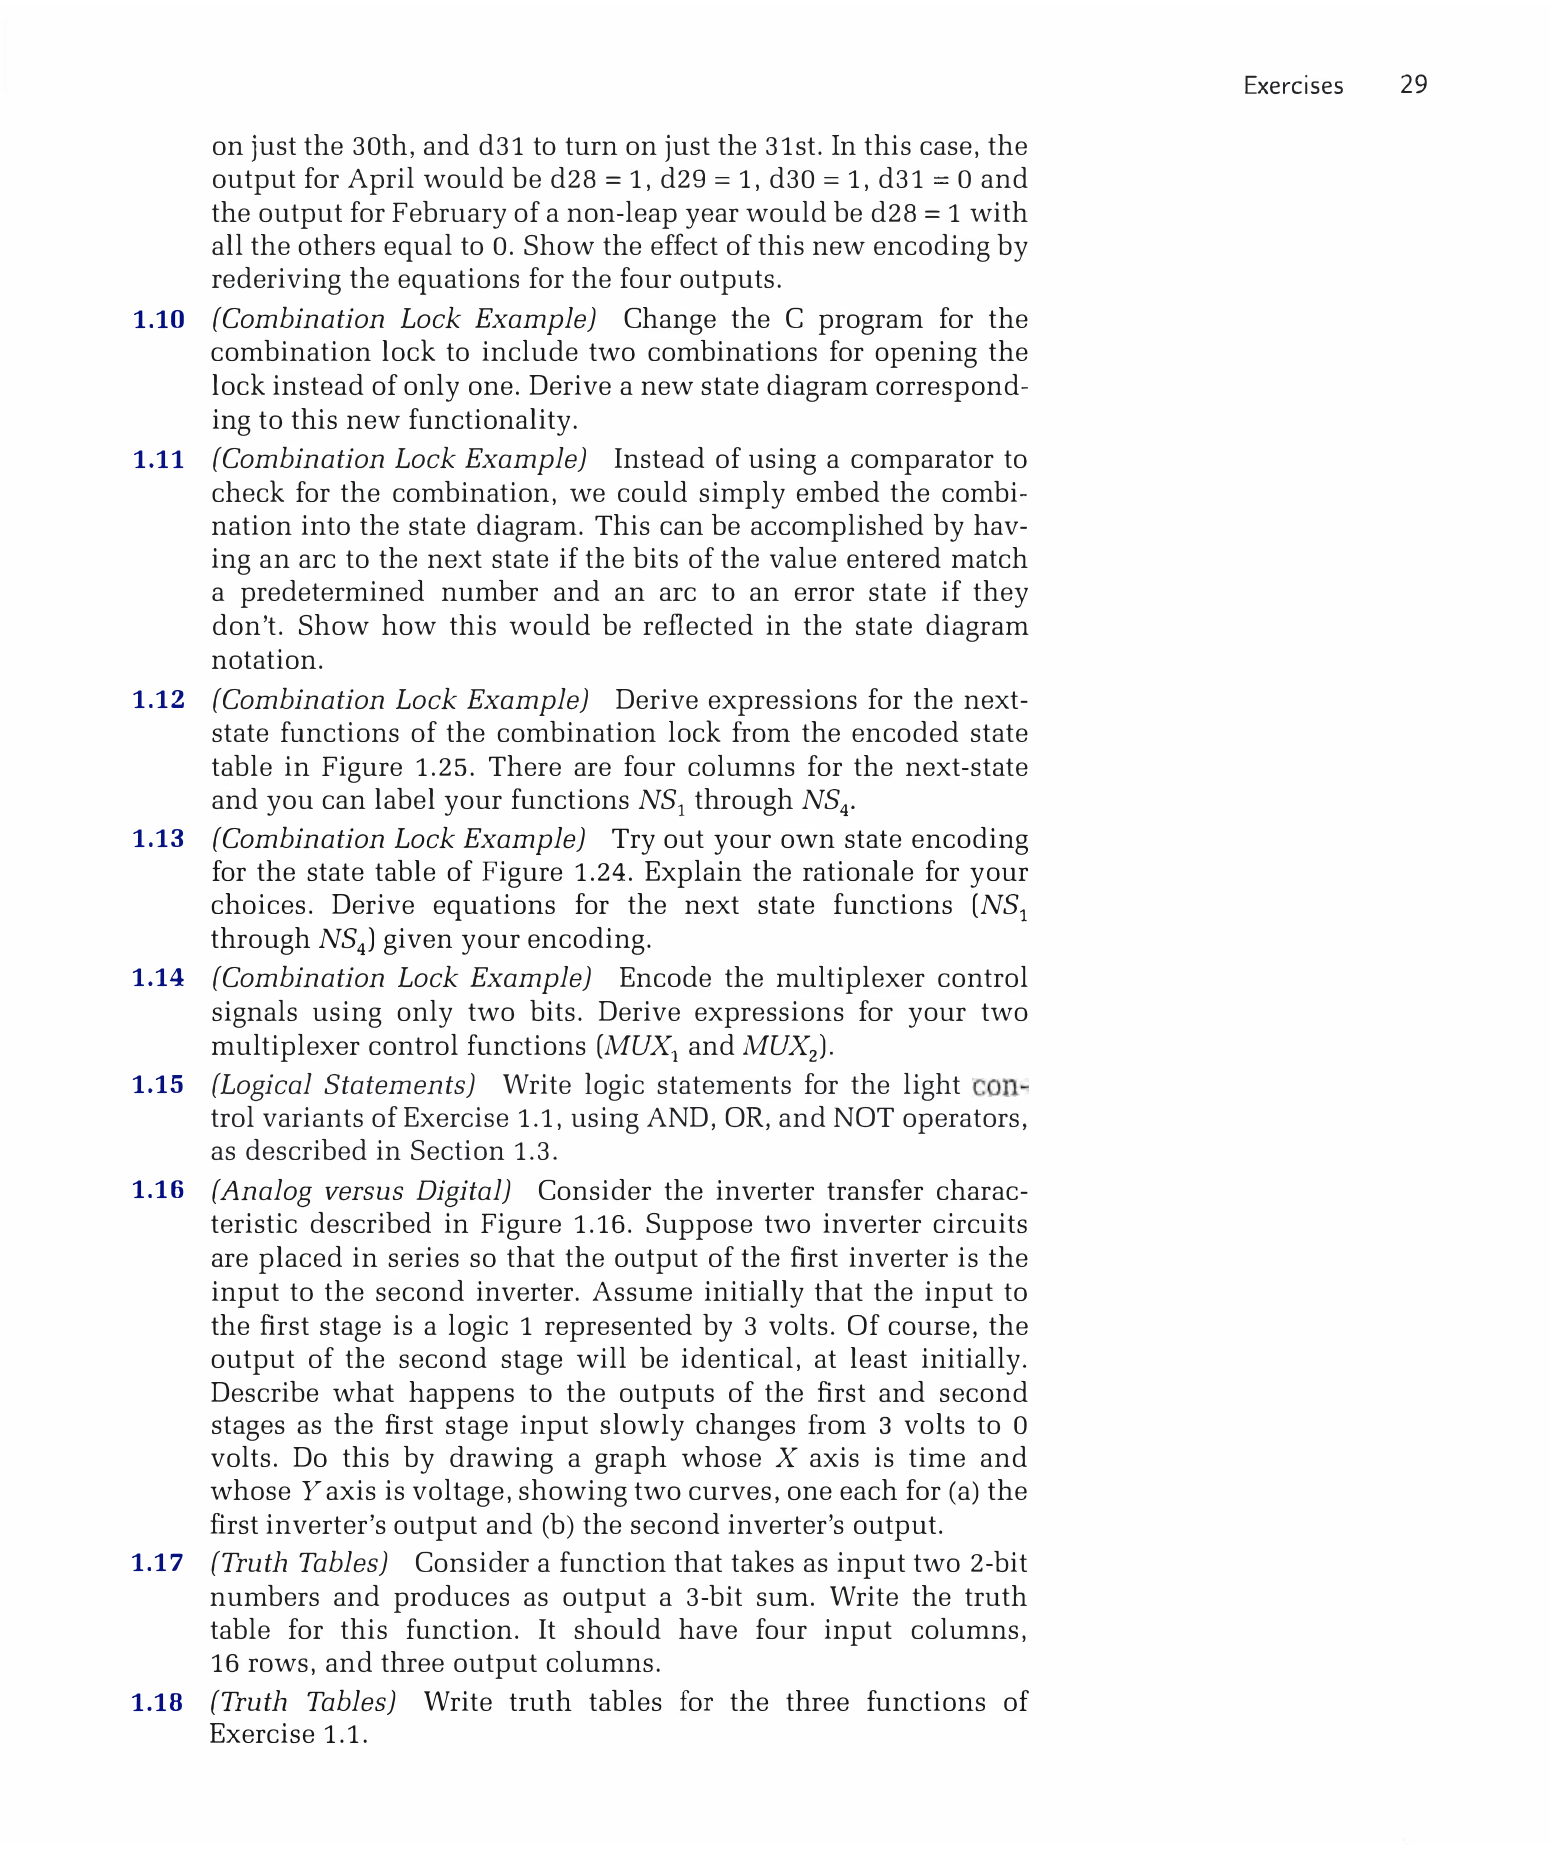 Exercises 29
on just the 30th, and d31 to turn on just the 31st. In this case, the
output for April would be d28 = 1, d29 = 1, d30 = 1, d31 = 0 and
the output for February of a non-leap year would be d28 = 1 with
all the others equal to 0. Show the effect of this new encoding by
rederiving the equations for the four outputs.
1.10 (Combination Lock Example) Change the C program for the
combination lock to include two combinations for opening the
lock instead of only one. Derive a new state diagram correspond-
ing to this new functionality.
1.11 (Combination Lock Example) Instead of using a comparator to
check for the combination, we could simply embed the combi-
nation into the state diagram. This can be accomplished by hav-
ing an arc to the next state if the bits of the value entered match
a predetermined number and an arc to an error state if they
don't. Show how this would be reflected in the state diagram
notation.
1.12 (Combination Lock Example) Derive expressions for the next-
state functions of the combination lock from the encoded state
table in Figure 1.25. There are four columns for the next-state
and you can label your functions NS₁ through NS₄.
1.13 (Combination Lock Example) Try out your own state encoding
for the state table of Figure 1.24. Explain the rationale for your
choices. Derive equations for the next state functions (NS₁
through NS₄) given your encoding.
1.14 (Combination Lock Example) Encode the multiplexer control
signals using only two bits. Derive expressions for your two
multiplexer control functions (MUX₁ and MUX₂).
1.15 (Logical Statements) Write logic statements for the light con-
trol variants of Exercise 1.1, using AND, OR, and NOT operators,
as described in Section 1.3.
1.16 (Analog versus Digital) Consider the inverter transfer charac-
teristic described in Figure 1.16. Suppose two inverter circuits
are placed in series so that the output of the first inverter is the
input to the second inverter. Assume initially that the input to
the first stage is a logic 1 represented by 3 volts. Of course, the
output of the second stage will be identical, at least initially.
Describe what happens to the outputs of the first and second
stages as the first stage input slowly changes from 3 volts to 0
volts. Do this by drawing a graph whose X axis is time and
whose Y axis is voltage, showing two curves, one each for (a) the
first inverter's output and (b) the second inverter's output.
1.17 (Truth Tables) Consider a function that takes as input two 2-bit
numbers and produces as output a 3-bit sum. Write the truth
table for this function. It should have four input columns,
16 rows, and three output columns.
1.18 (Truth Tables) Write truth tables for the three functions of
Exercise 1.1.